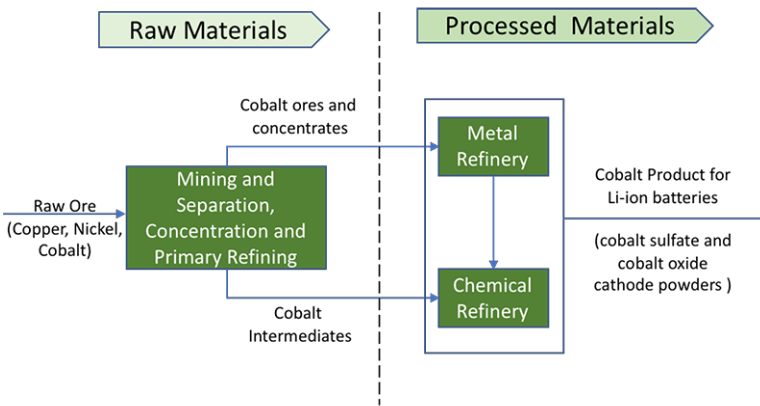 Raw Materials
Processed Materials
Cobalt ores and
concentrates
Metal
Refinery
Mining and
Separation,
Concentration and
Primary Refining
Raw Ore
(Copper, Nickel,
Cobalt)
Cobalt Product for
Li-ion batteries
(cobalt sulfate and
cobalt oxide
cathode powders )
Chemical
Refinery
Cobalt
Intermediates